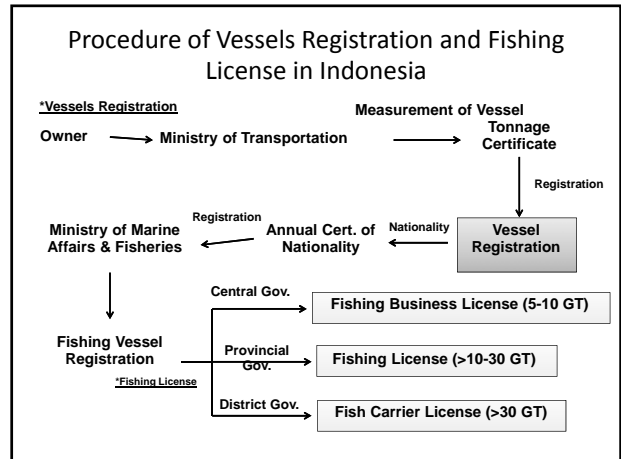 Procedure of Vessels Registration and Fishing
License in Indonesia
*Vessels Registration
Owner
Ministry of Transportation
Measurement of Vessel
Tonnage
Certificate
Registration
Vessel
Registration
Nationality
Annual Cert. of
Nationality
Registration
Ministry of Marine
Affairs & Fisheries
Fishing Vessel
Registration
*Fishing License
Central Gov.
Fishing Business License (5-10 GT)
Provincial
Gov.
Fishing License (>10-30 GT)
District Gov.
Fish Carrier License (>30 GT)